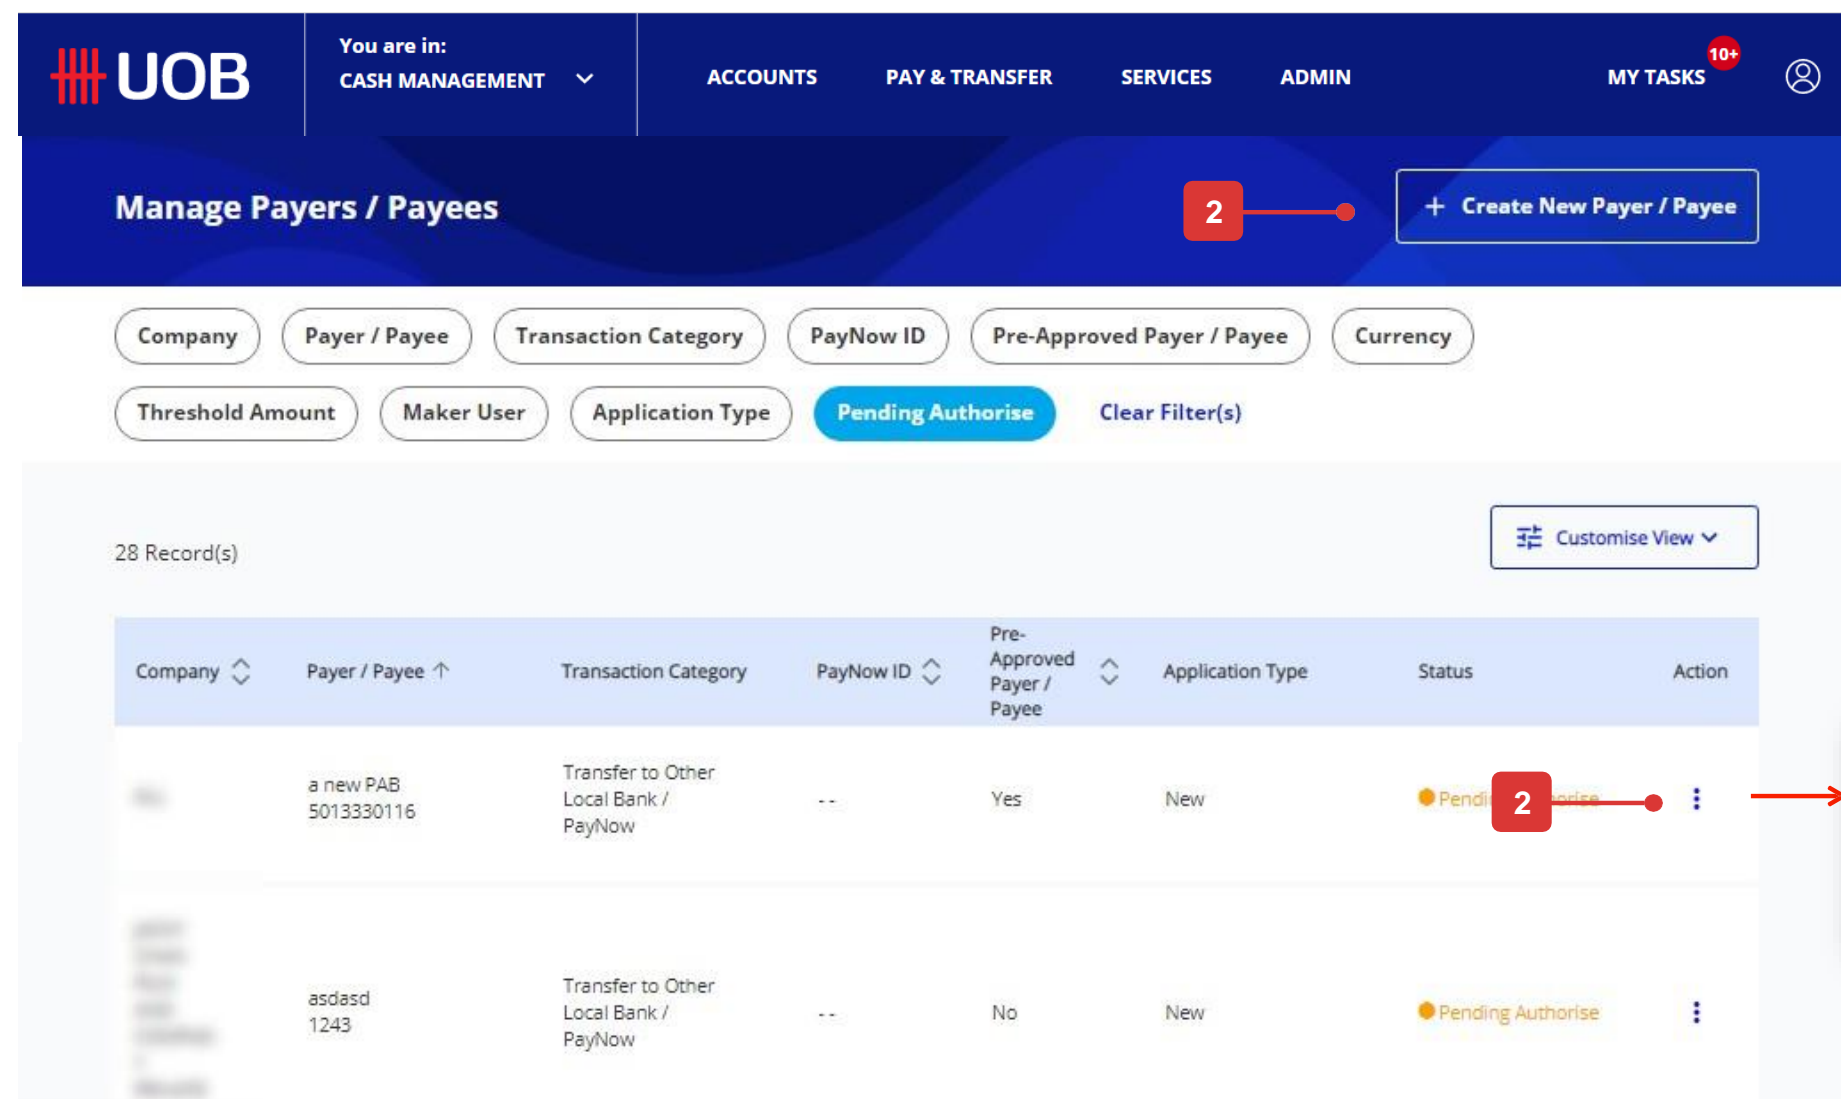 UOB
You are in:
CASH MANAGEMENT
ACCOUNTS
PAY & TRANSFER
SERVICES
ADMIN
MY TASKS
10+
Manage Payers / Payees
2
+ Create New Payer / Payee
Company
Payer / Payee
Transaction Category
PayNow ID
Pre-Approved Payer / Payee
Currency
Threshold Amount
Maker User
Application Type
Pending Authorise
Clear Filter(s)
28 Record(s)
Customise View
Company
Payer / Payee
Transaction Category
PayNow ID
Pre-
Approved
Payer /
Payee
Application Type
Status
Action
a new PAB
5013330116
Transfer to Other
Local Bank /
PayNow
- -
Yes
New
2
asdasd
1243
Transfer to Other
Local Bank /
PayNow
- -
No
New
Pending Authorise